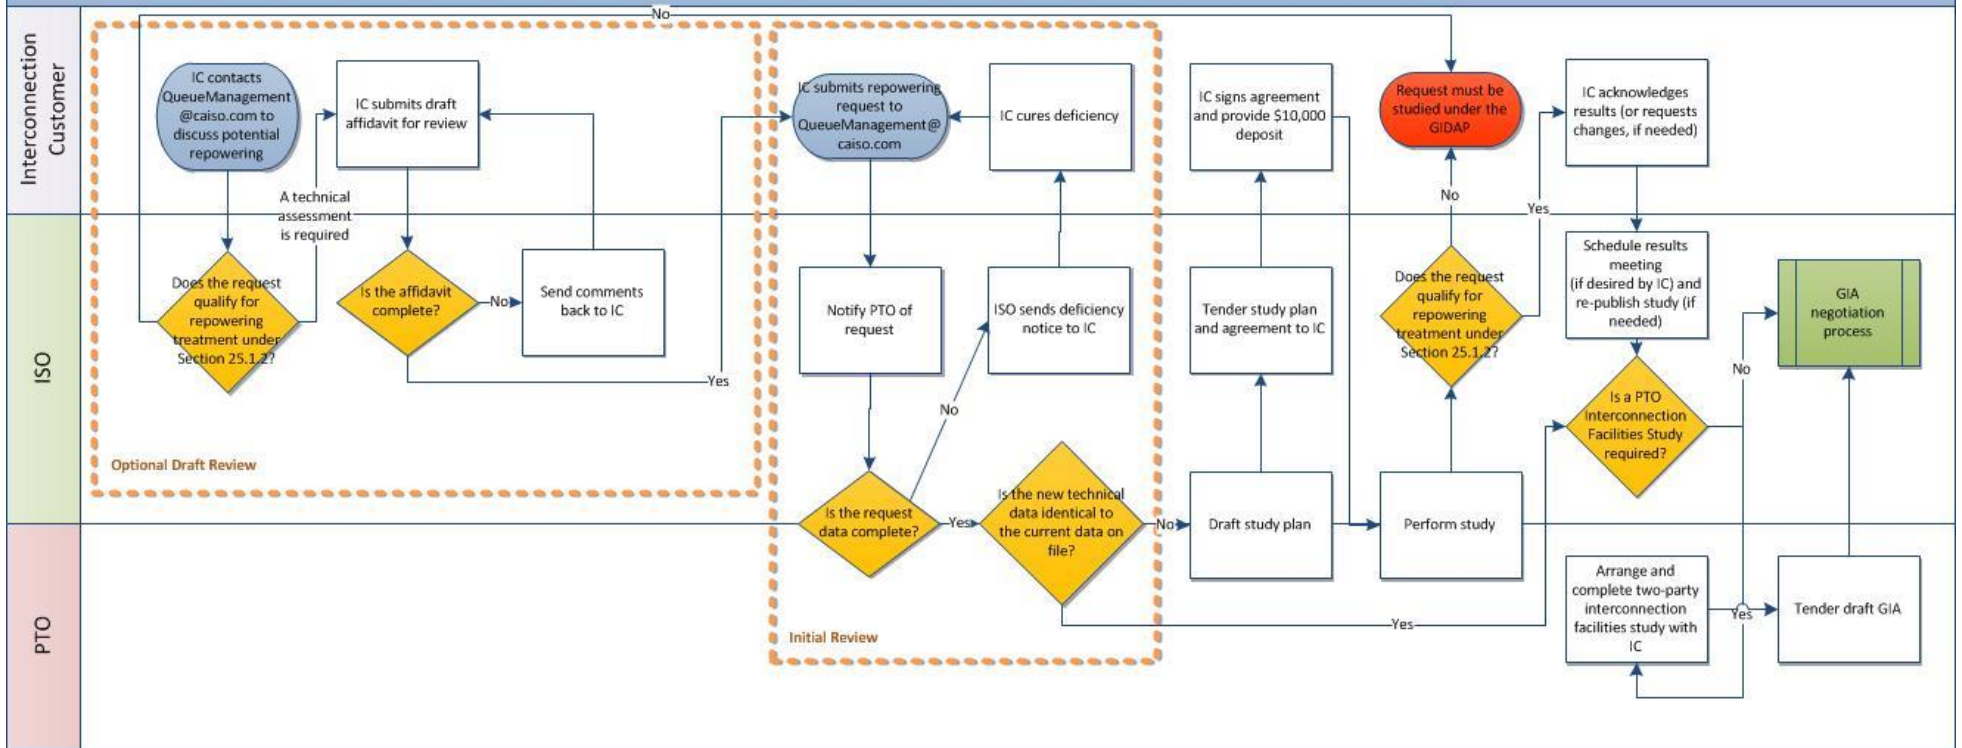 No
Interconnection
Customer
IC contacts
QueueManagement
@caiso.com to
discuss potential
repowering
IC submits draft
affidavit for review
A technical
assessment
is required
IC submits repowering
request to
QueueManagement@
caiso.com
IC cures deficiency
IC signs agreement
and provide $10,000
deposit
Request must be
studied under the
GIDAP
IC acknowledges
results (or requests
changes, if needed)
No
Yes
ISO
Does the request
qualify for
repowering
treatment under
Section 25.1.2?
Is the affidavit
complete?
No
Send comments
back to IC
Yes
Optional Draft Review
Notify PTO of
request
ISO sends deficiency
notice to IC
No
Tender study plan
and agreement to IC
Does the request
qualify for
repowering
treatment under
Section 25.1.2?
Schedule results
meeting
(if desired by IC) and
re-publish study (if
needed)
GIA
negotiation
process
No
Is a PTO
Interconnection
Facilities Study
required?
Is the request
data complete?
Yes
Is the new technical
data identical to
the current data on
file?
No
Draft study plan
Perform study
PTO
Initial Review
Yes
Arrange and
complete two-party
interconnection
facilities study with
IC
Yes
Tender draft GIA